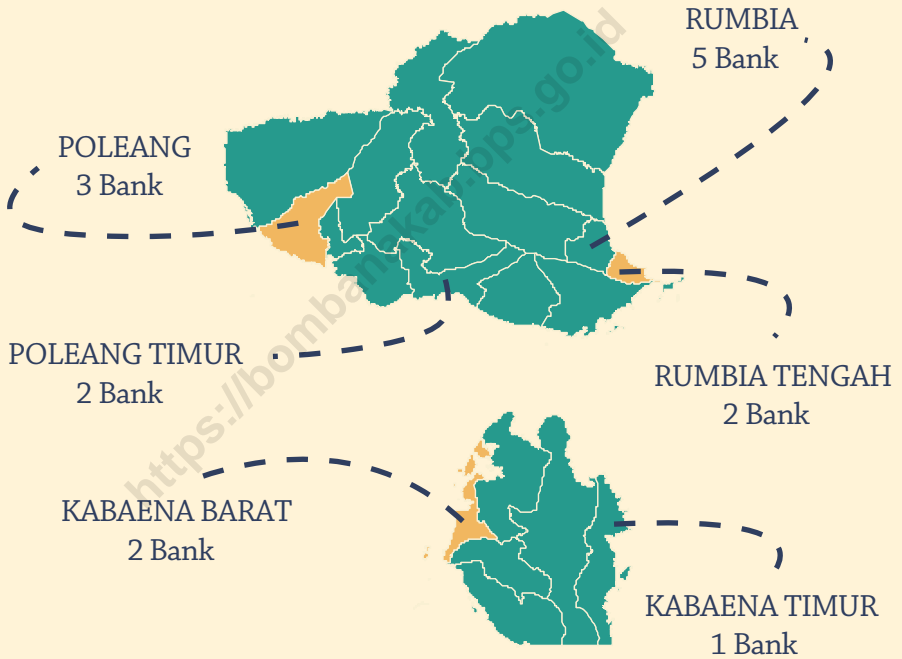 RUMBIA
5 Bank
POLEANG
3 Bank
POLEANG TIMUR
2 Bank
RUMBIA TENGAH
2 Bank
KABAENA BARAT
2 Bank
KABAENA TIMUR
1 Bank
https://bombanakab.bps.go.id